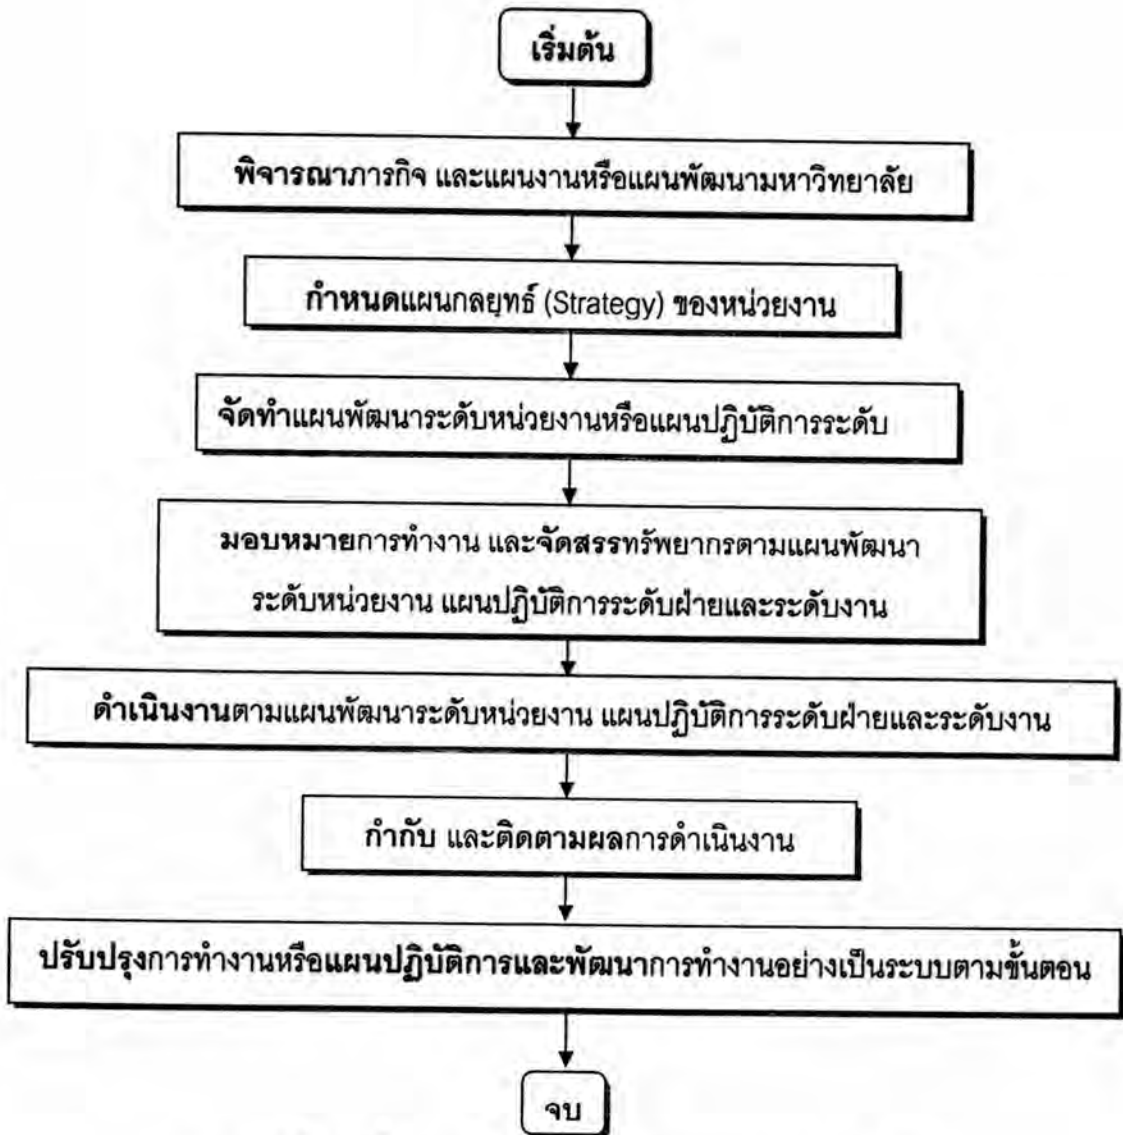 เริ่มต้น
พิจารณาภารกิจ และแผนงานหรือแผนพัฒนามหาวิทยาลัย
กำหนดแผนกลยุทธ์ (Strategy) ของหน่วยงาน
จัดทำแผนพัฒนาระดับหน่วยงานหรือแผนปฏิบัติการระดับ
มอบหมายการทำงาน และจัดสรรทรัพยากรตามแผนพัฒนา
ระดับหน่วยงาน แผนปฏิบัติการระดับฝ่ายและระดับงาน
ดำเนินงานตามแผนพัฒนาระดับหน่วยงาน แผนปฏิบัติการระดับฝ่ายและระดับงาน
กำกับ และติดตามผลการดำเนินงาน
ปรับปรุงการทำงานหรือแผนปฏิบัติการและพัฒนาการทำงานอย่างเป็นระบบตามขั้นตอน
จบ